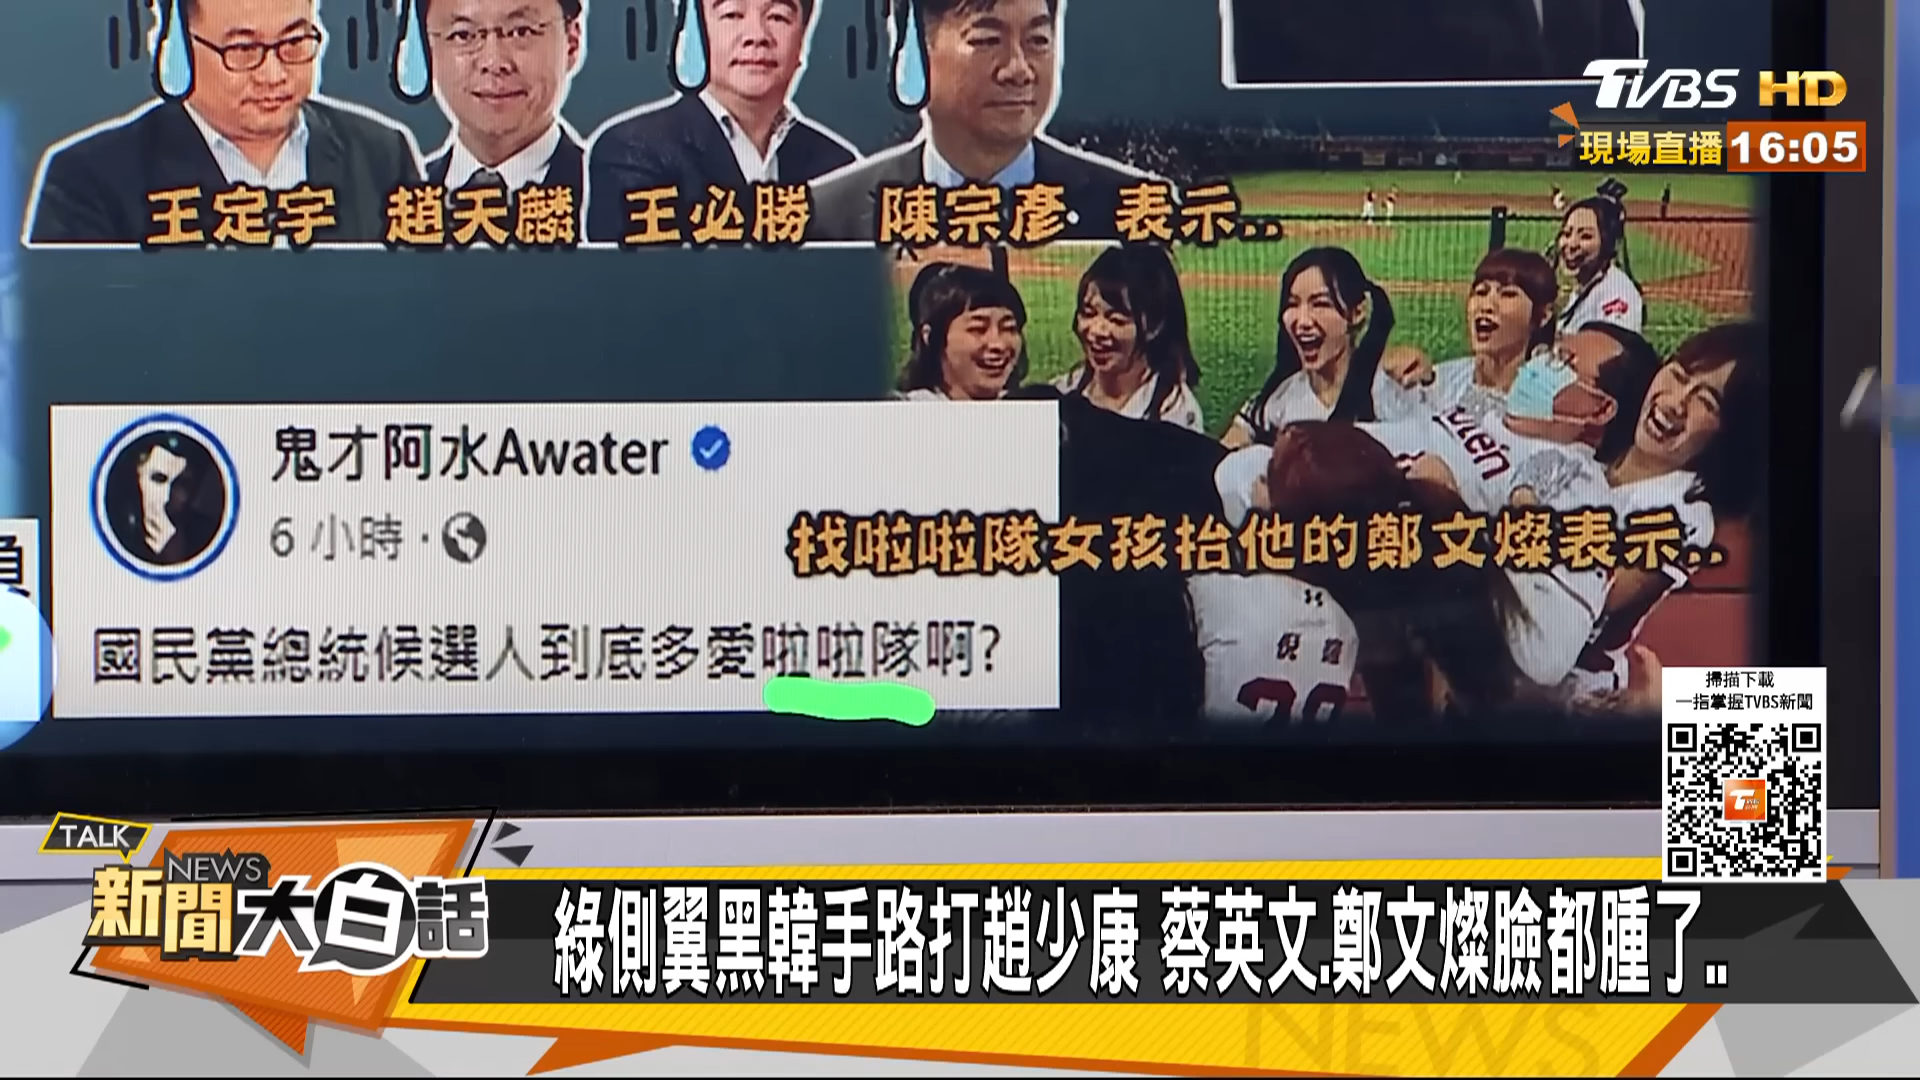 TVBS HD
現場直播 16:05
王定宇 趙天麟 王必勝 陳宗彥 表示..
鬼才阿水Awater
6 小時
找啦啦隊女孩抬他的鄭文燦表示..
國民黨總統候選人到底多愛啦啦隊啊?
掃描下載
一指掌握TVBS新聞
TALK
NEWS
新聞大白話
綠側翼黑韓手路打趙少康 蔡英文.鄭文燦臉都腫了..
NEWS